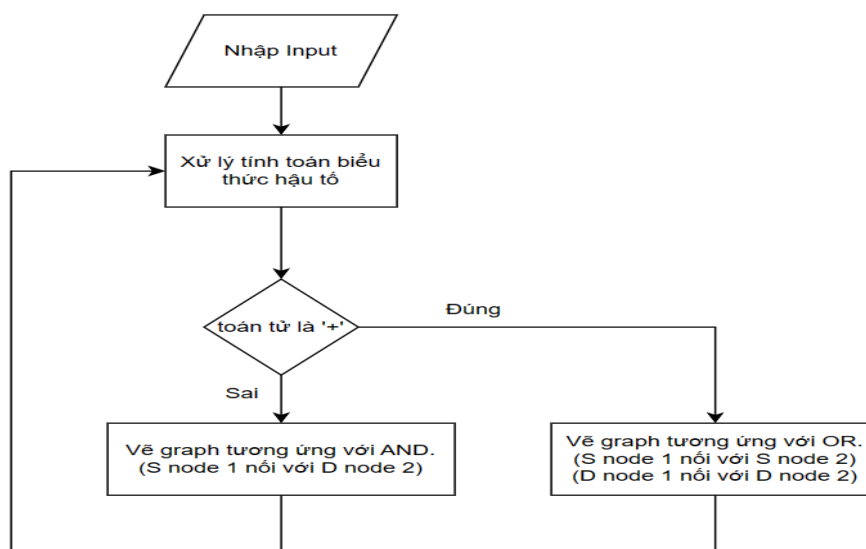 Nhập Input
Xử lý tính toán biểu
thức hậu tố
toán tử là '+'
Đúng
Sai
Vẽ graph tương ứng với AND.
(S node 1 nối với D node 2)
Vẽ graph tương ứng với OR.
(S node 1 nối với S node 2)
(D node 1 nối với D node 2)